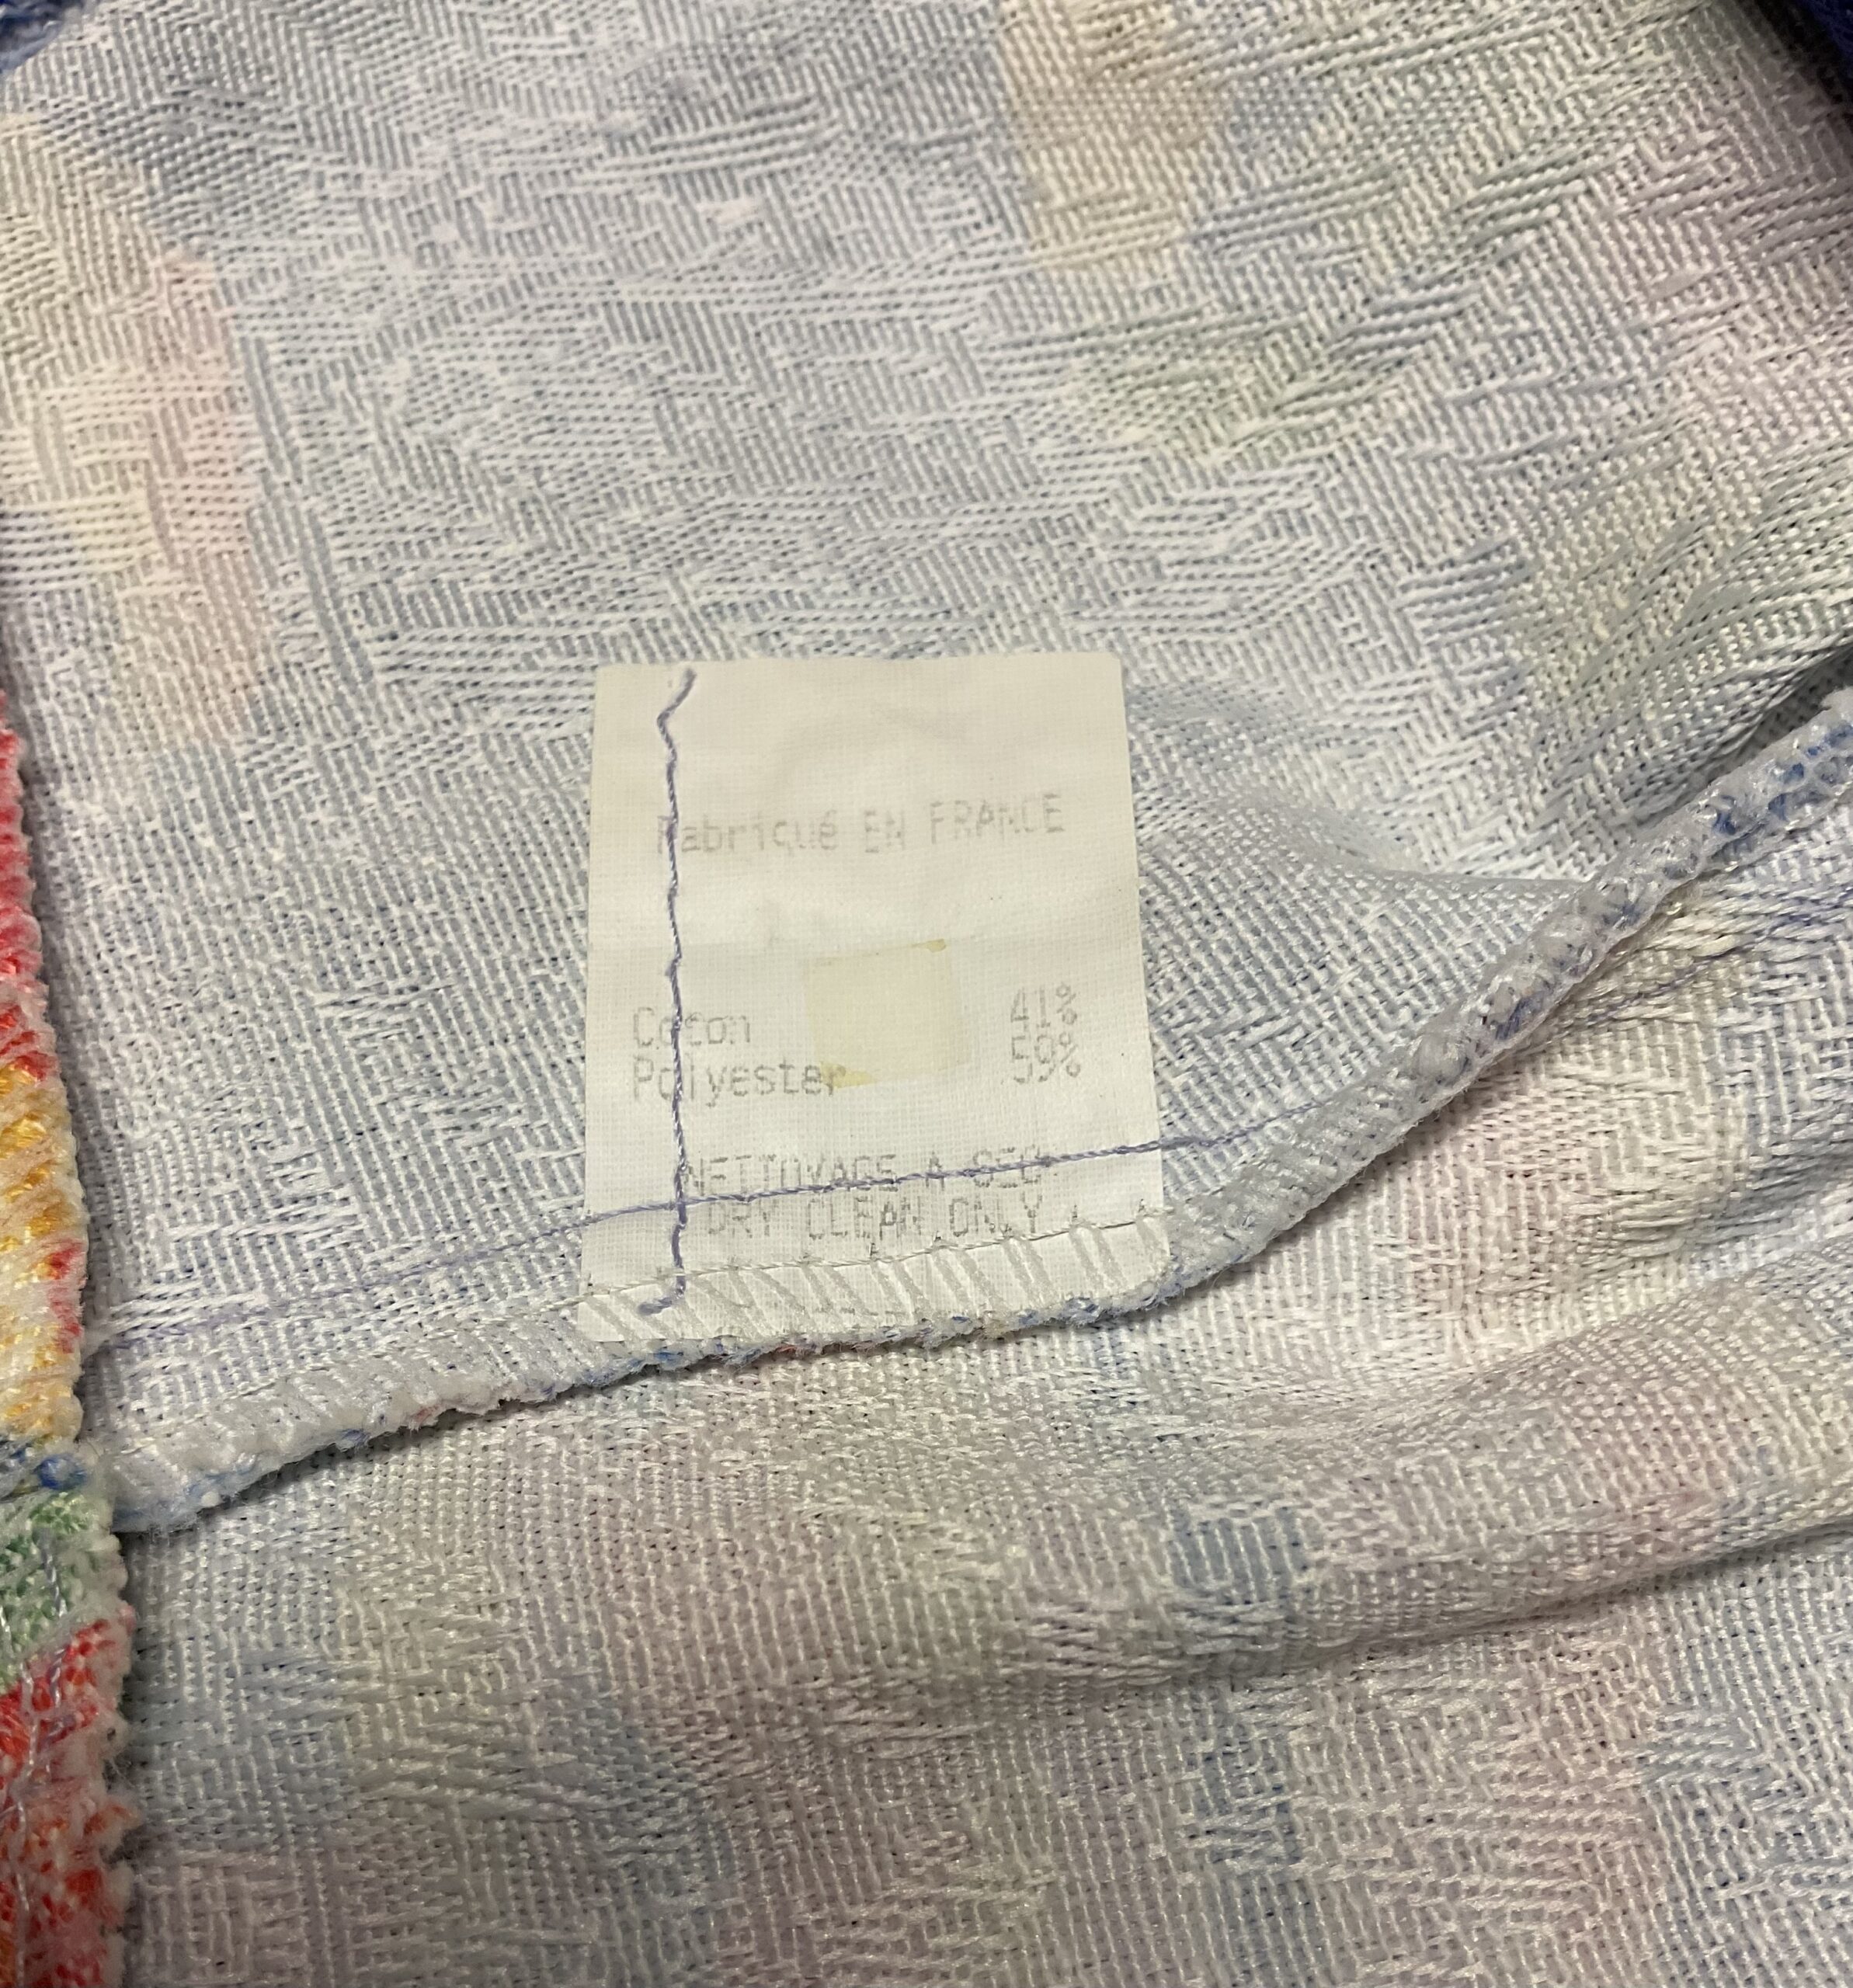 Fabriqué EN FRANCE
Coton 41%
Polyester 59%
NETTOYAGE A SEC
DRY CLEAN ONLY